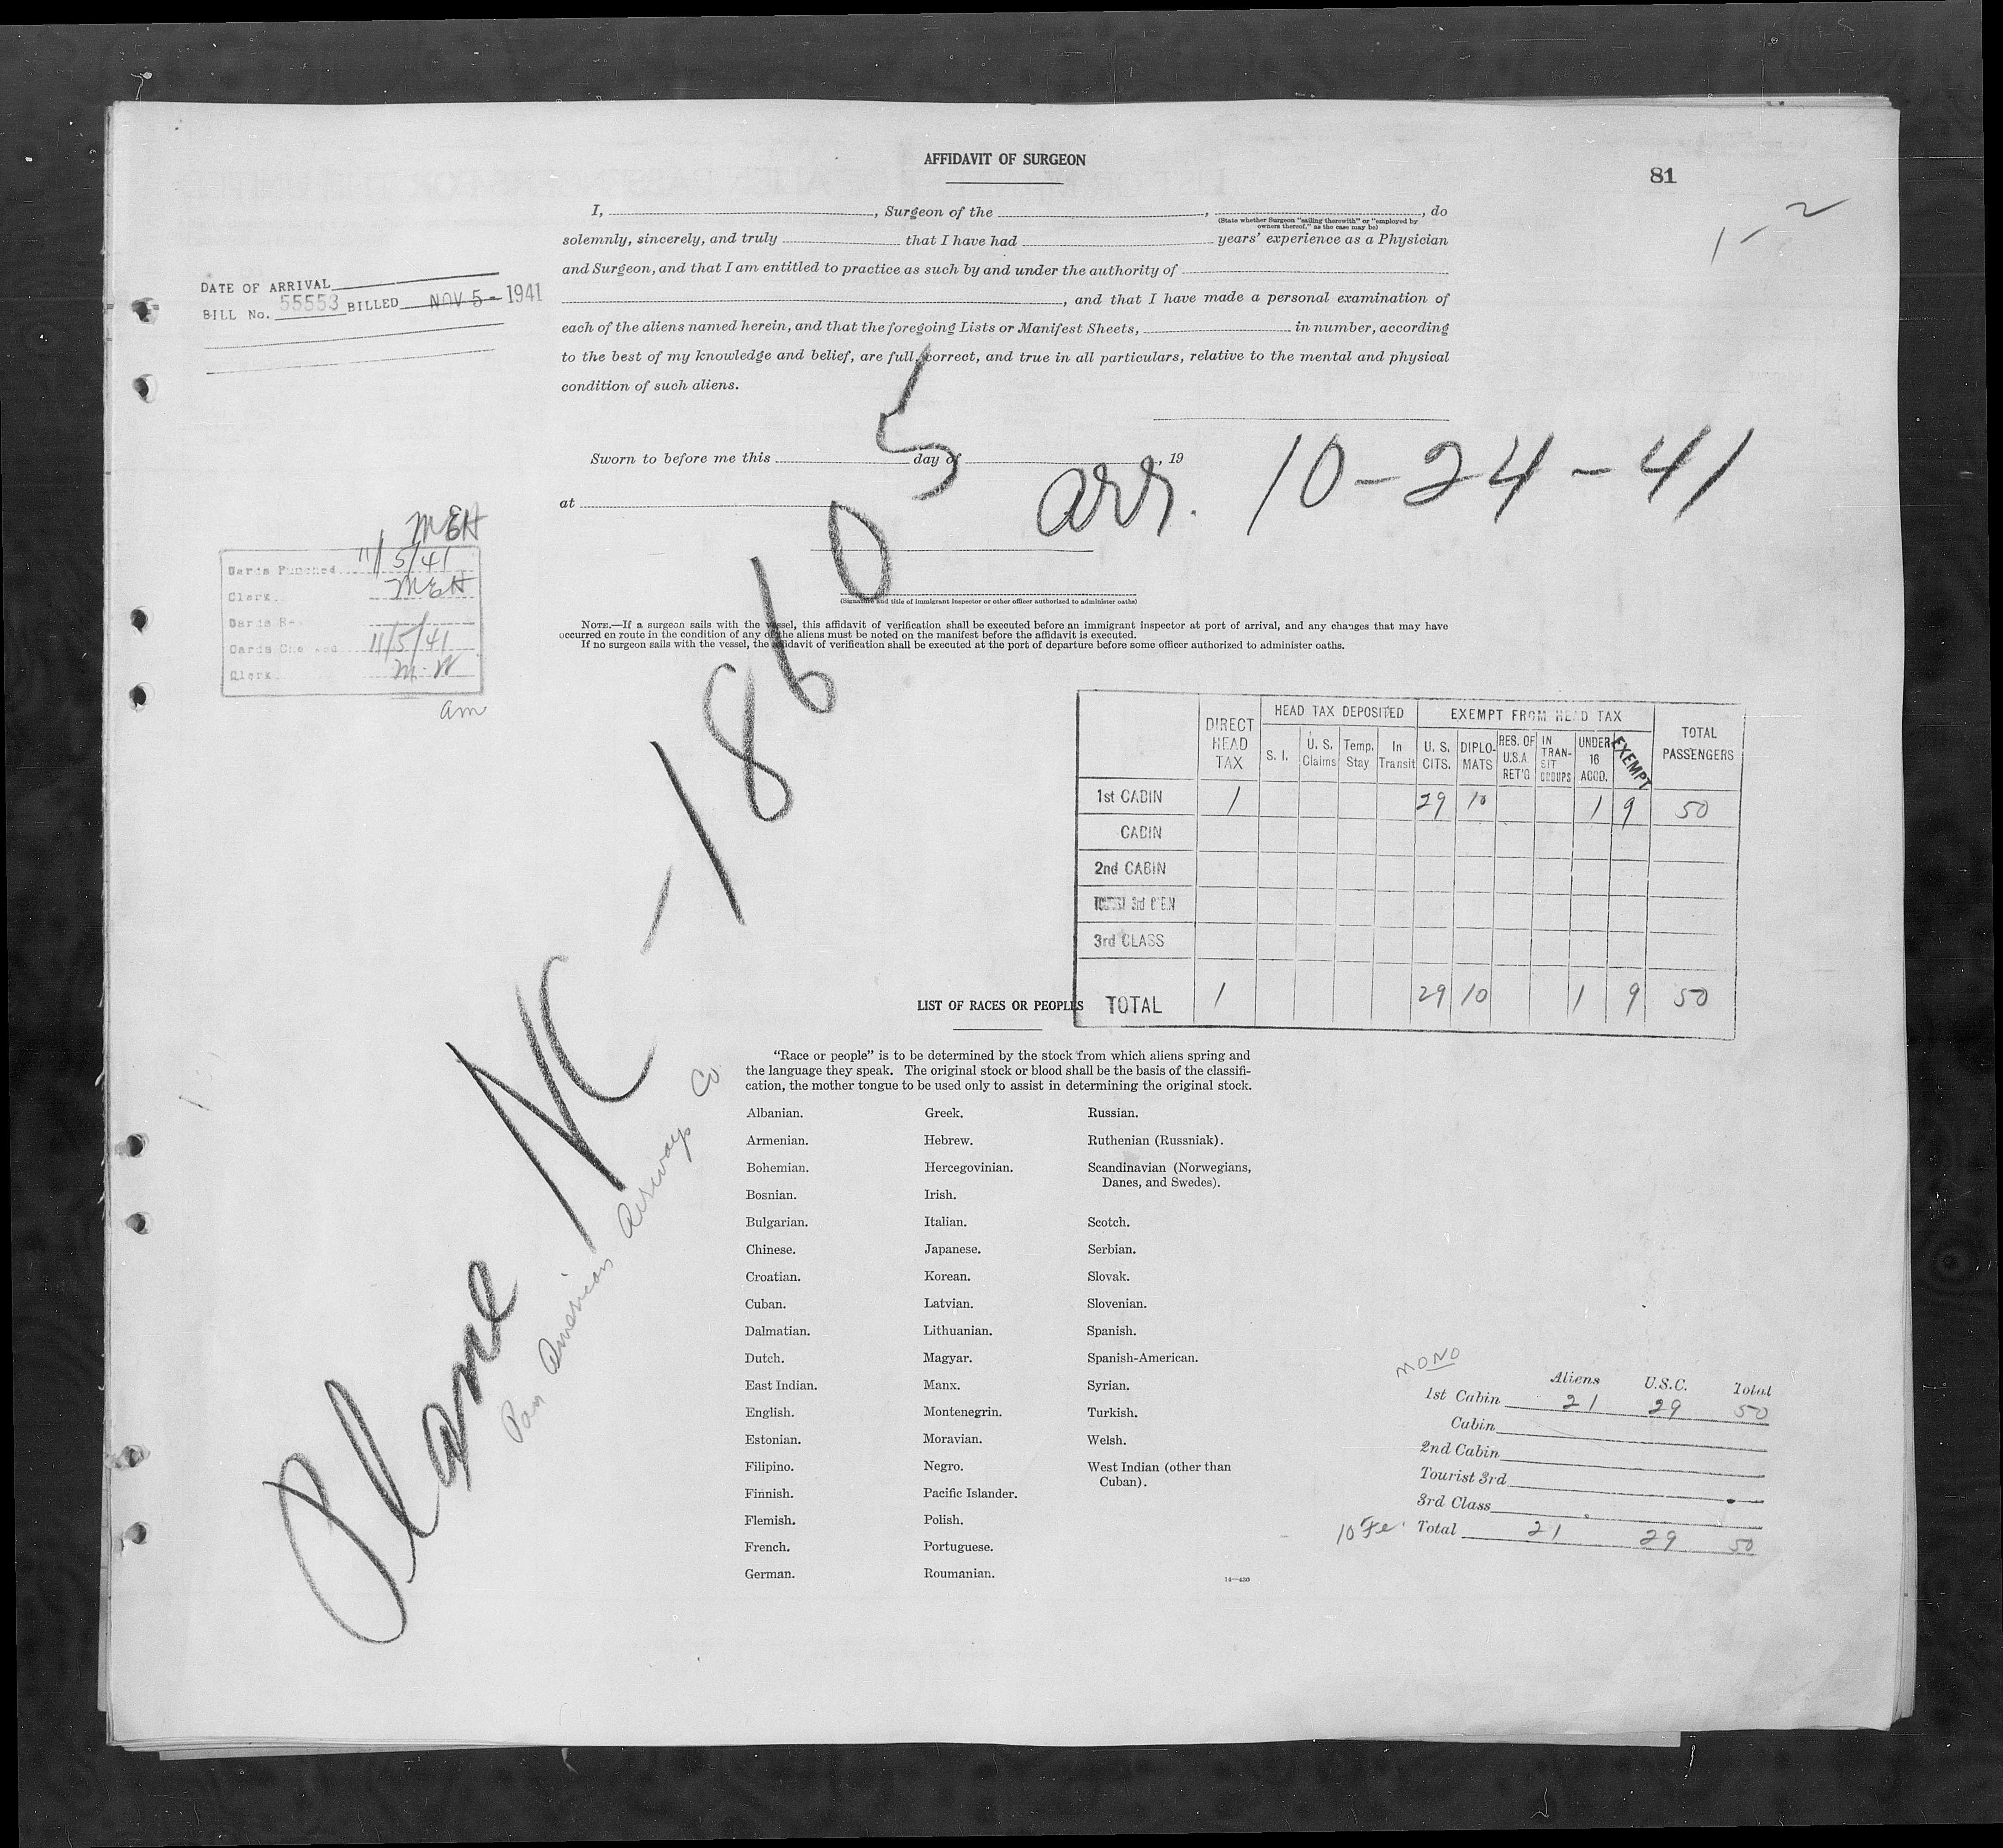 AFFIDAVIT OF SURGEON
81
2
1
I, , Surgeon of the , , do
(State whether Surgeon "sailing therewith" or "employed by
owners thereof," as the case may be)
solemnly, sincerely, and truly that I have had years' experience as a Physician
and Surgeon, and that I am entitled to practice as such by and under the authority of
, and that I have made a personal examination of
each of the aliens named herein, and that the foregoing Lists or Manifest Sheets, in number, according
to the best of my knowledge and belief, are full, correct, and true in all particulars, relative to the mental and physical
condition of such aliens.
DATE OF ARRIVAL
BILL No. 55553 BILLED NOV 5 - 1941
Sworn to before me this day of , 19
at
arr. 10-24-41
(Signature and title of immigrant inspector or other officer authorized to administer oaths)
NOTE.—If a surgeon sails with the vessel, this affidavit of verification shall be executed before an immigrant inspector at port of arrival, and any changes that may have
occurred en route in the condition of any of the aliens must be noted on the manifest before the affidavit is executed.
If no surgeon sails with the vessel, the affidavit of verification shall be executed at the port of departure before some officer authorized to administer oaths.
MEH
Cards Punched 11/5/41
Clerk MEH
Cards
Cards Checked 11/5/41
Clerk M.W
am
Plane NC-18605
Pan American Airways Co
DIRECT HEAD TAX
HEAD TAX DEPOSITED
S. I. U. S. Claims Temp. Stay In Transit
EXEMPT FROM HEAD TAX
U. S. CITS. DIPLOMATS RES. OF U.S.A RET'G IN TRANSIT GROUPS UNDER 16 ACCD. EXEMPT
TOTAL PASSENGERS
1st CABIN 1 29 10 1 9 50
CABIN
2nd CABIN
TOURIST 3rd
3rd CLASS
TOTAL 1 29 10 1 9 50
LIST OF RACES OR PEOPLES
"Race or people" is to be determined by the stock from which aliens spring and
the language they speak. The original stock or blood shall be the basis of the classifi-
cation, the mother tongue to be used only to assist in determining the original stock.
Albanian.
Armenian.
Bohemian.
Bosnian.
Bulgarian.
Chinese.
Croatian.
Cuban.
Dalmatian.
Dutch.
East Indian.
English.
Estonian.
Filipino.
Finnish.
Flemish.
French.
German.
Greek.
Hebrew.
Hercegovinian.
Irish.
Italian.
Japanese.
Korean.
Latvian.
Lithuanian.
Magyar.
Manx.
Montenegrin.
Moravian.
Negro.
Pacific Islander.
Polish.
Portuguese.
Roumanian.
Russian.
Ruthenian (Russniak).
Scandinavian (Norwegians,
Danes, and Swedes).
Scotch.
Serbian.
Slovak.
Slovenian.
Spanish.
Spanish-American.
Syrian.
Turkish.
Welsh.
West Indian (other than
Cuban).
14—430
MONO
Aliens U.S.C. Total
1st Cabin 21 29 50
Cabin
2nd Cabin
Tourist 3rd
3rd Class
Total 21 29 50